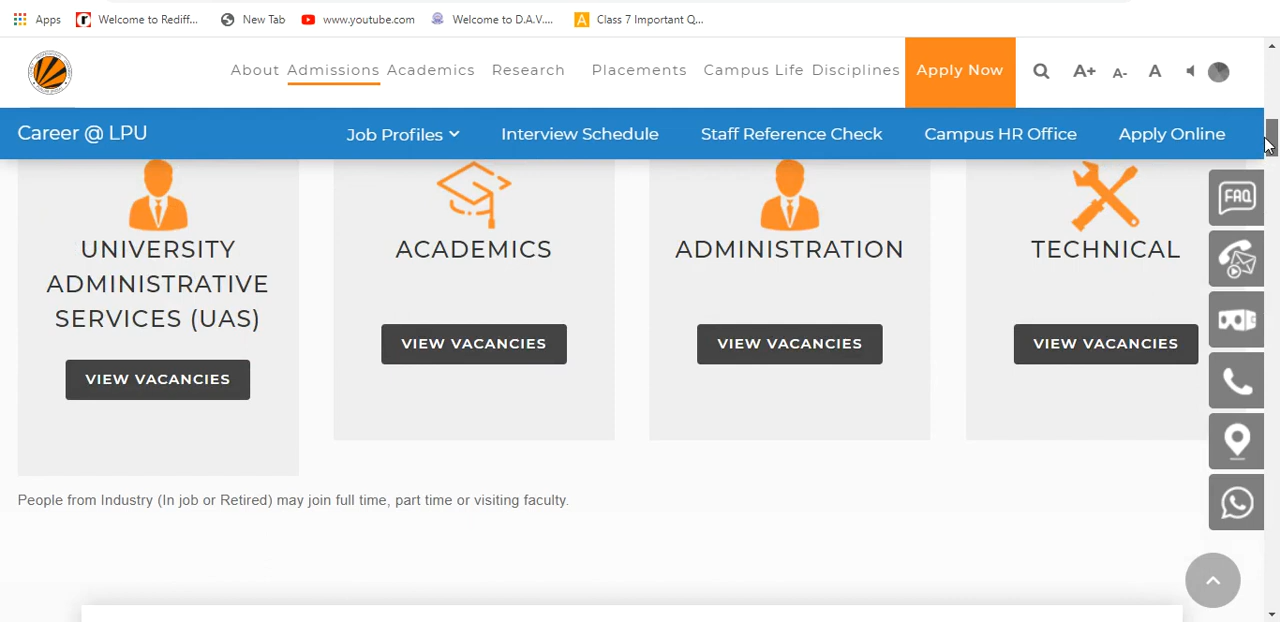 Apps Welcome to Rediff... New Tab www.youtube.com Welcome to D.A.V.... A Class 7 Important Q...
About Admissions Academics Research Placements Campus Life Disciplines Apply Now A+ A- A
Career @ LPU Job Profiles Interview Schedule Staff Reference Check Campus HR Office Apply Online
FAQ
UNIVERSITY
ADMINISTRATIVE
SERVICES (UAS)
VIEW VACANCIES
ACADEMICS
VIEW VACANCIES
ADMINISTRATION
VIEW VACANCIES
TECHNICAL
VIEW VACANCIES
People from Industry (In job or Retired) may join full time, part time or visiting faculty.